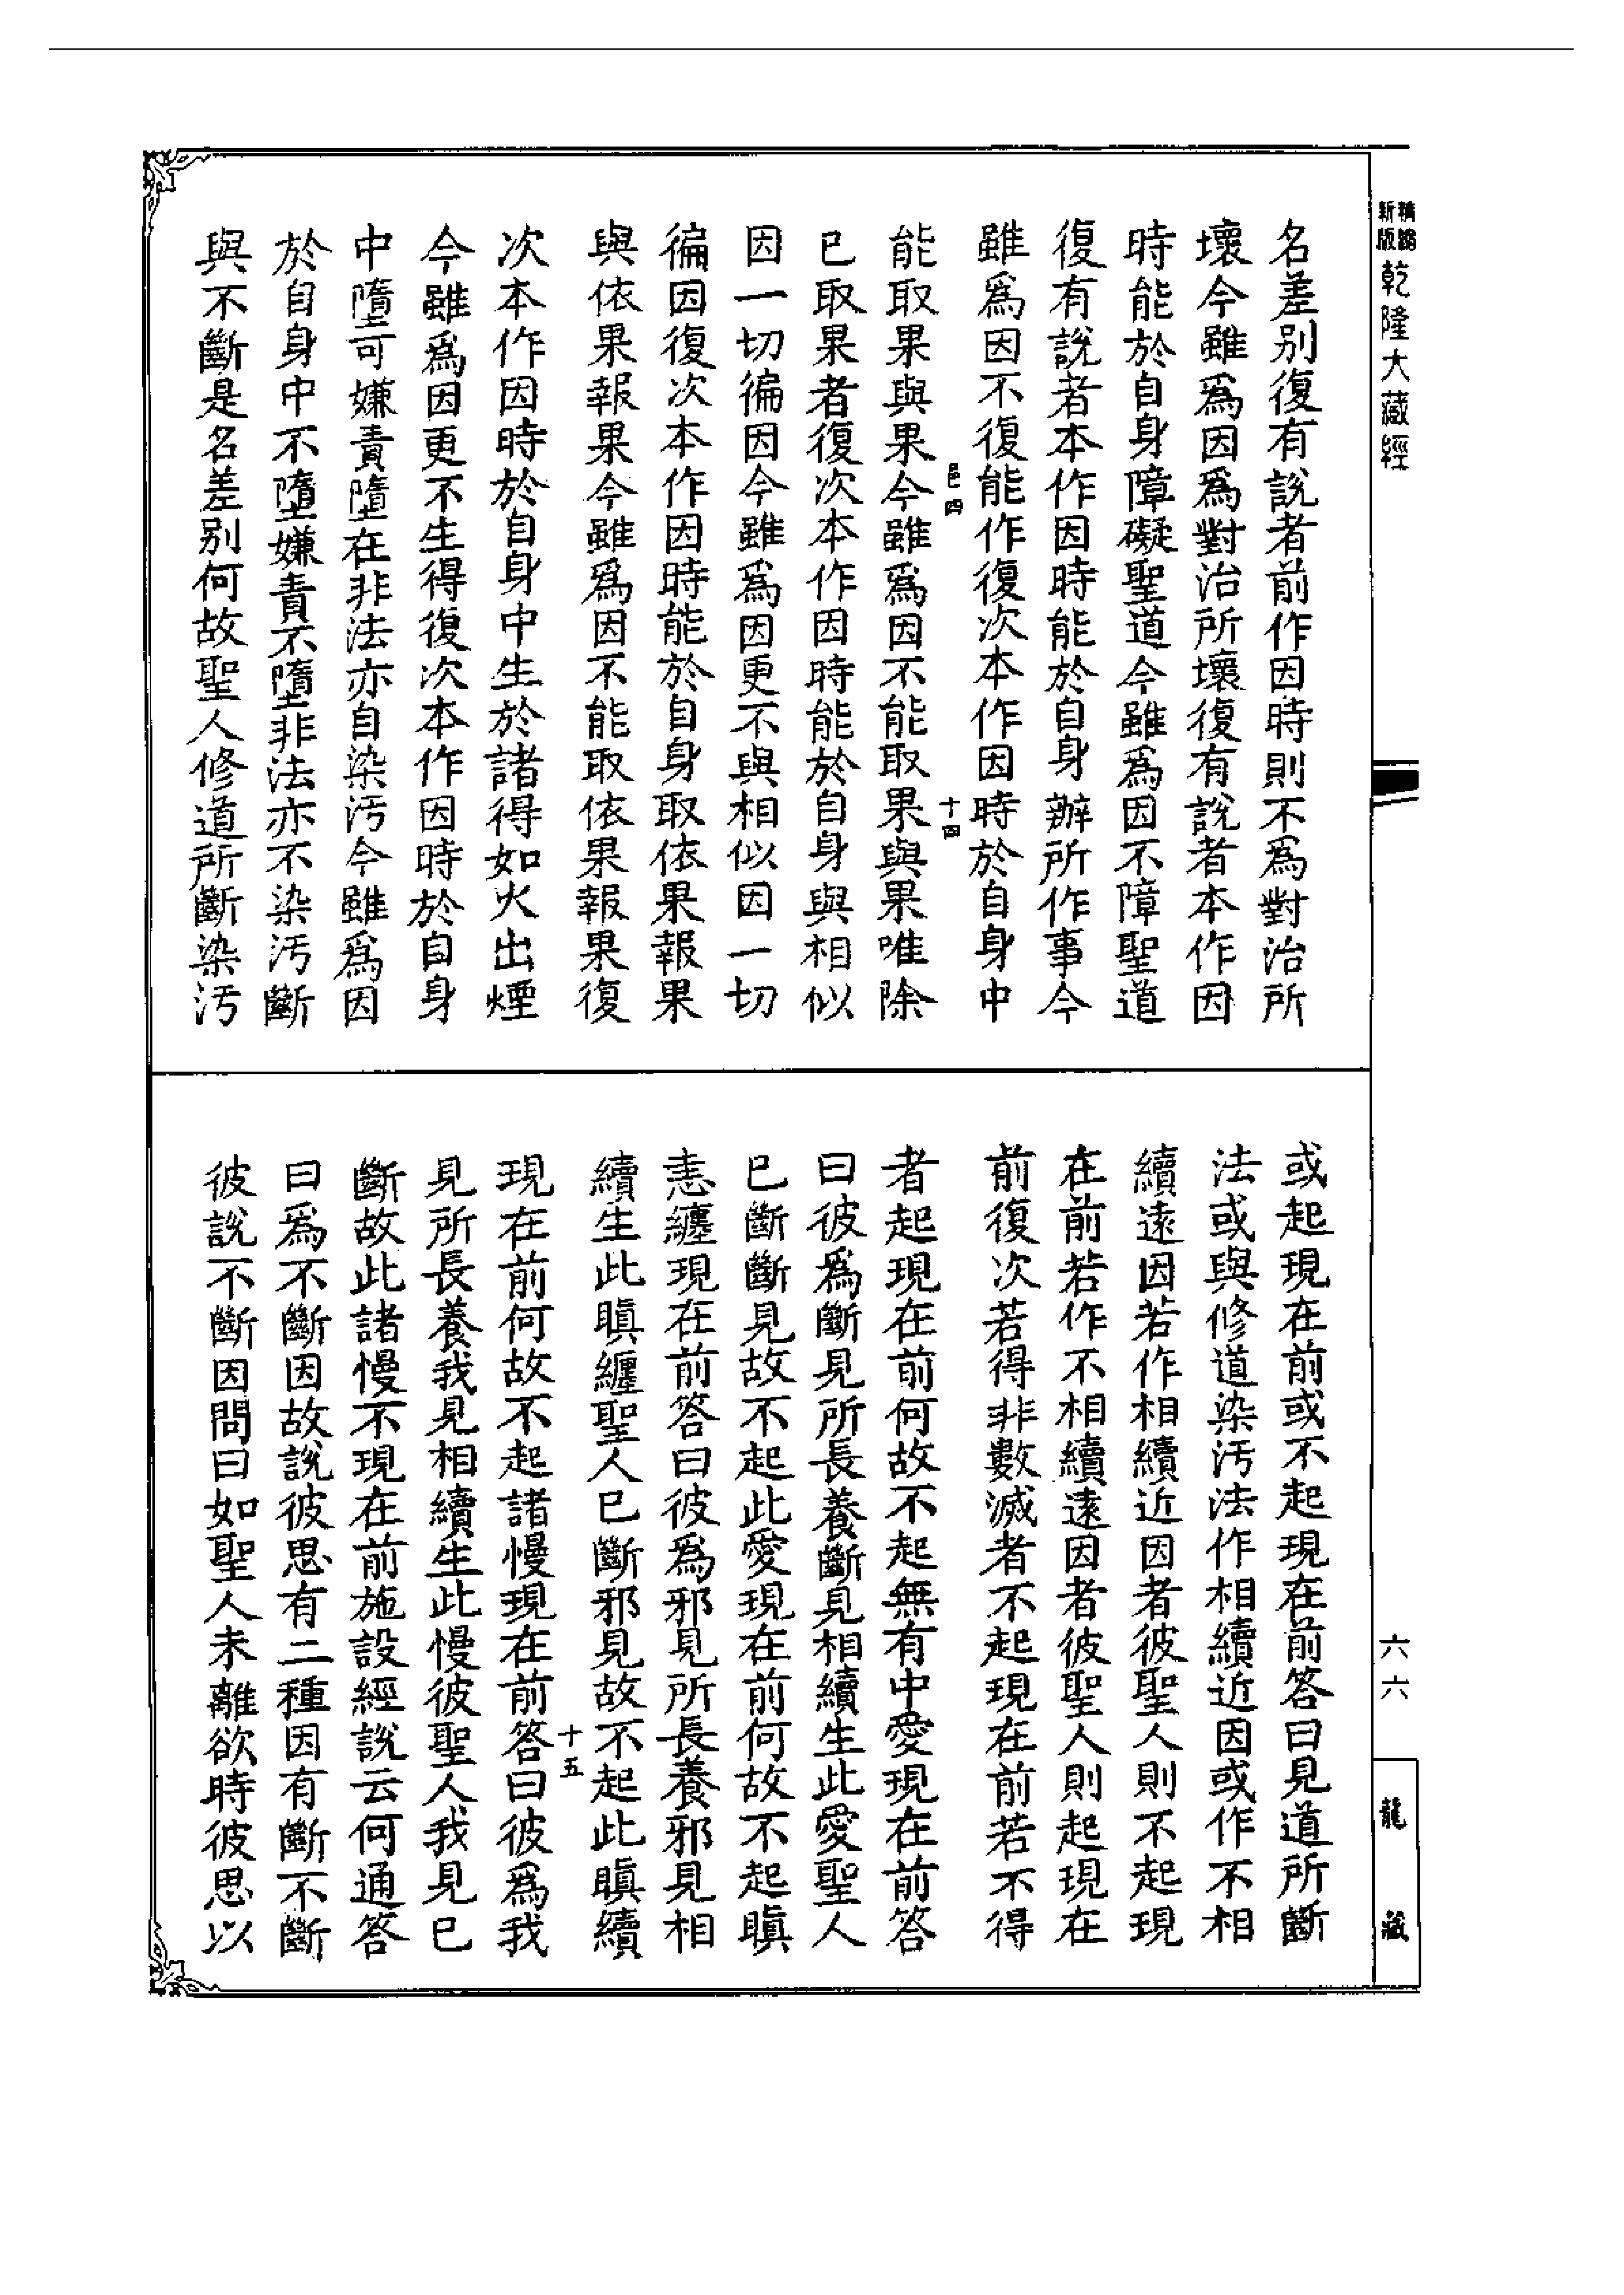 精鑄
新版
乾隆大藏經
名差别復有說者前作因時則不爲對治所
壞今雖爲因爲對治所壞復有說者本作因
時能於自身障礙聖道今雖爲因不障聖道
復有說者本作因時能於自身辦所作事今
雖爲因不復能作復次本作因時於自身中
邑四
十四
能取果與果今雖爲因不能取果與果唯除
已取果者復次本作因時能於自身與相似
因一切徧因今雖爲因更不與相似因一切
徧因復次本作因時能於自身取依果報果
與依果報果今雖爲因不能取依果報果復
次本作因時於自身中生於諸得如火出煙
今雖爲因更不生得復次本作因時於自身
中墮可嫌責墮在非法亦自染污今雖爲因
於自身中不墮嫌責不墮非法亦不染污斷
與不斷是名差别何故聖人修道所斷染污
或起現在前或不起現在前答曰見道所斷
法或與修道染污法作相續近因或作不相
續遠因若作相續近因者彼聖人則不起現
在前若作不相續遠因者彼聖人則起現在
前復次若得非數滅者不起現在前若不得
者起現在前何故不起無有中愛現在前答
曰彼爲斷見所長養斷見相續生此愛聖人
已斷斷見故不起此愛現在前何故不起瞋
恚纏現在前答曰彼爲邪見所長養邪見相
續生此瞋纏聖人已斷邪見故不起此瞋續
十五
現在前何故不起諸慢現在前答曰彼爲我
見所長養我見相續生此慢彼聖人我見已
斷故此諸慢不現在前施設經說云何通答
曰爲不斷因故說彼思有二種因有斷不斷
彼說不斷因問曰如聖人未離欲時彼思以
六六
龍藏